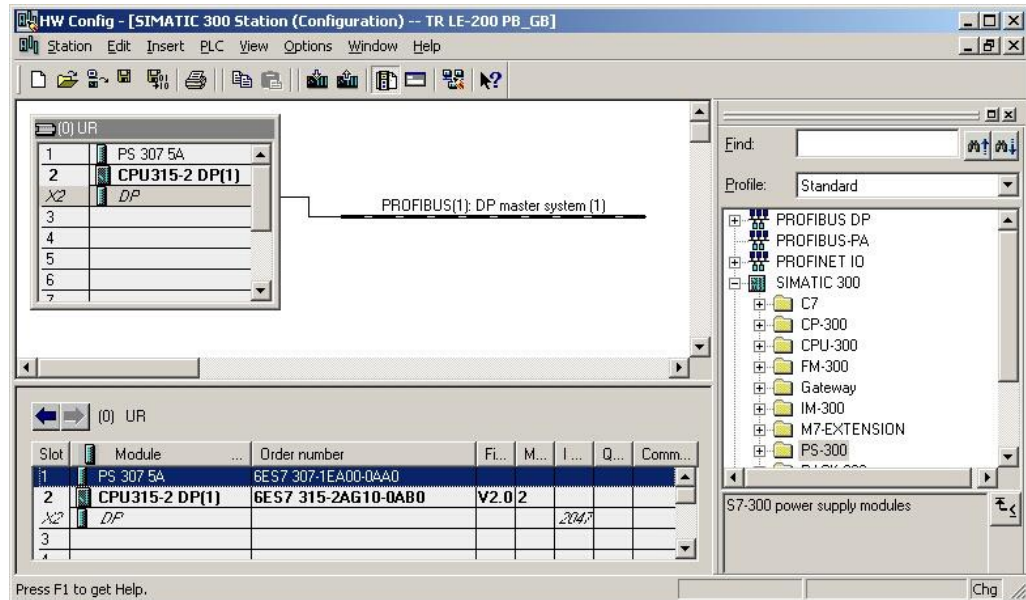 HW Config - [SIMATIC 300 Station (Configuration) -- TR LE-200 PB_GB]
Station Edit Insert PLC View Options Window Help
(0) UR
1 PS 307 5A
2 CPU315-2 DP(1)
X2 DP
3
4
5
6
7
PROFIBUS(1): DP master system (1)
Find:
Profile: Standard
PROFIBUS DP
PROFIBUS-PA
PROFINET IO
SIMATIC 300
C7
CP-300
CPU-300
FM-300
Gateway
IM-300
M7-EXTENSION
PS-300
S7-300 power supply modules
(0) UR
Slot Module ... Order number Fi... M... I... Q... Comm...
1 PS 307 5A 6ES7 307-1EA00-0AA0
2 CPU315-2 DP(1) 6ES7 315-2AG10-0AB0 V2.0 2
X2 DP 2047
3
Press F1 to get Help. Chg